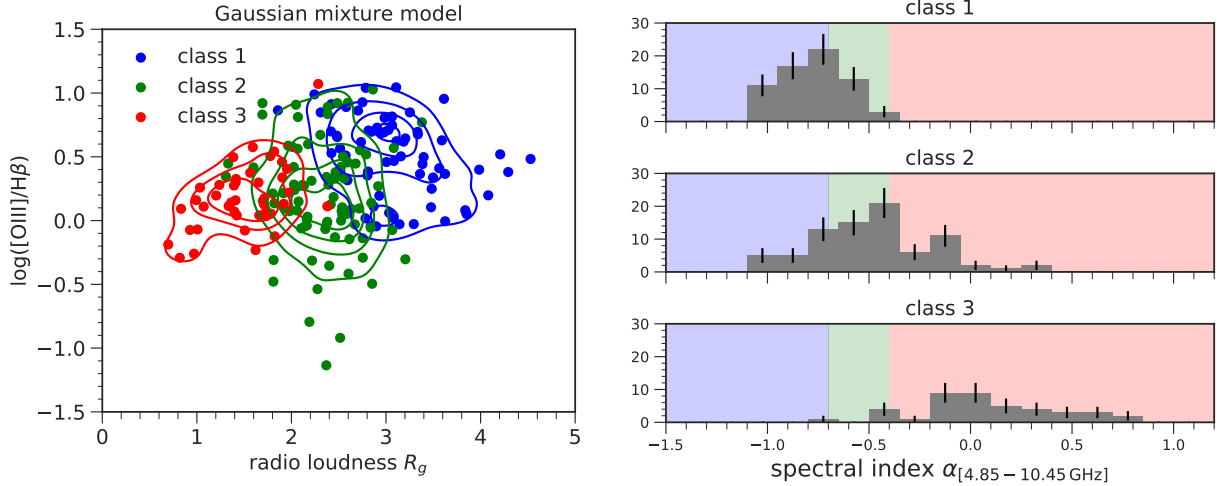 Gaussian mixture model
1.5
1.0
0.5
0.0
−0.5
−1.0
−1.5
log([OIII]/Hβ)
class 1
class 2
class 3
0 1 2 3 4 5
radio loudness R_g
class 1
30
20
10
0
class 2
30
20
10
0
class 3
30
20
10
0
−1.5 −1.0 −0.5 0.0 0.5 1.0
spectral index α[4.85 − 10.45 GHz]